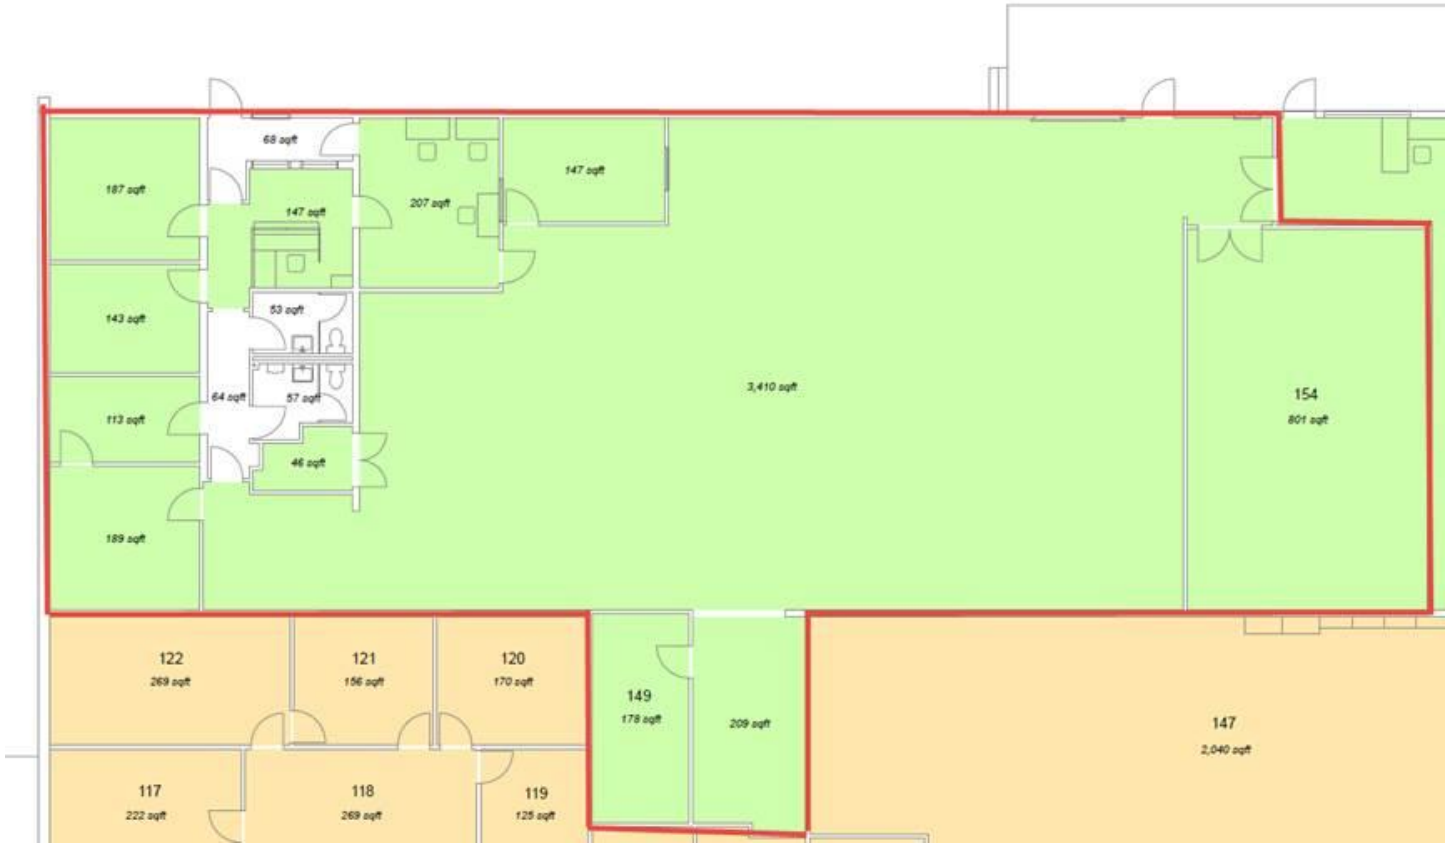 68 sqft
187 sqft
147 sqft
207 sqft
147 sqft
53 sqft
143 sqft
3,410 sqft
154
801 sqft
64 sqft
57 sqft
113 sqft
46 sqft
189 sqft
122
269 sqft
121
156 sqft
120
170 sqft
149
178 sqft
209 sqft
147
2,040 sqft
117
222 sqft
118
269 sqft
119
125 sqft